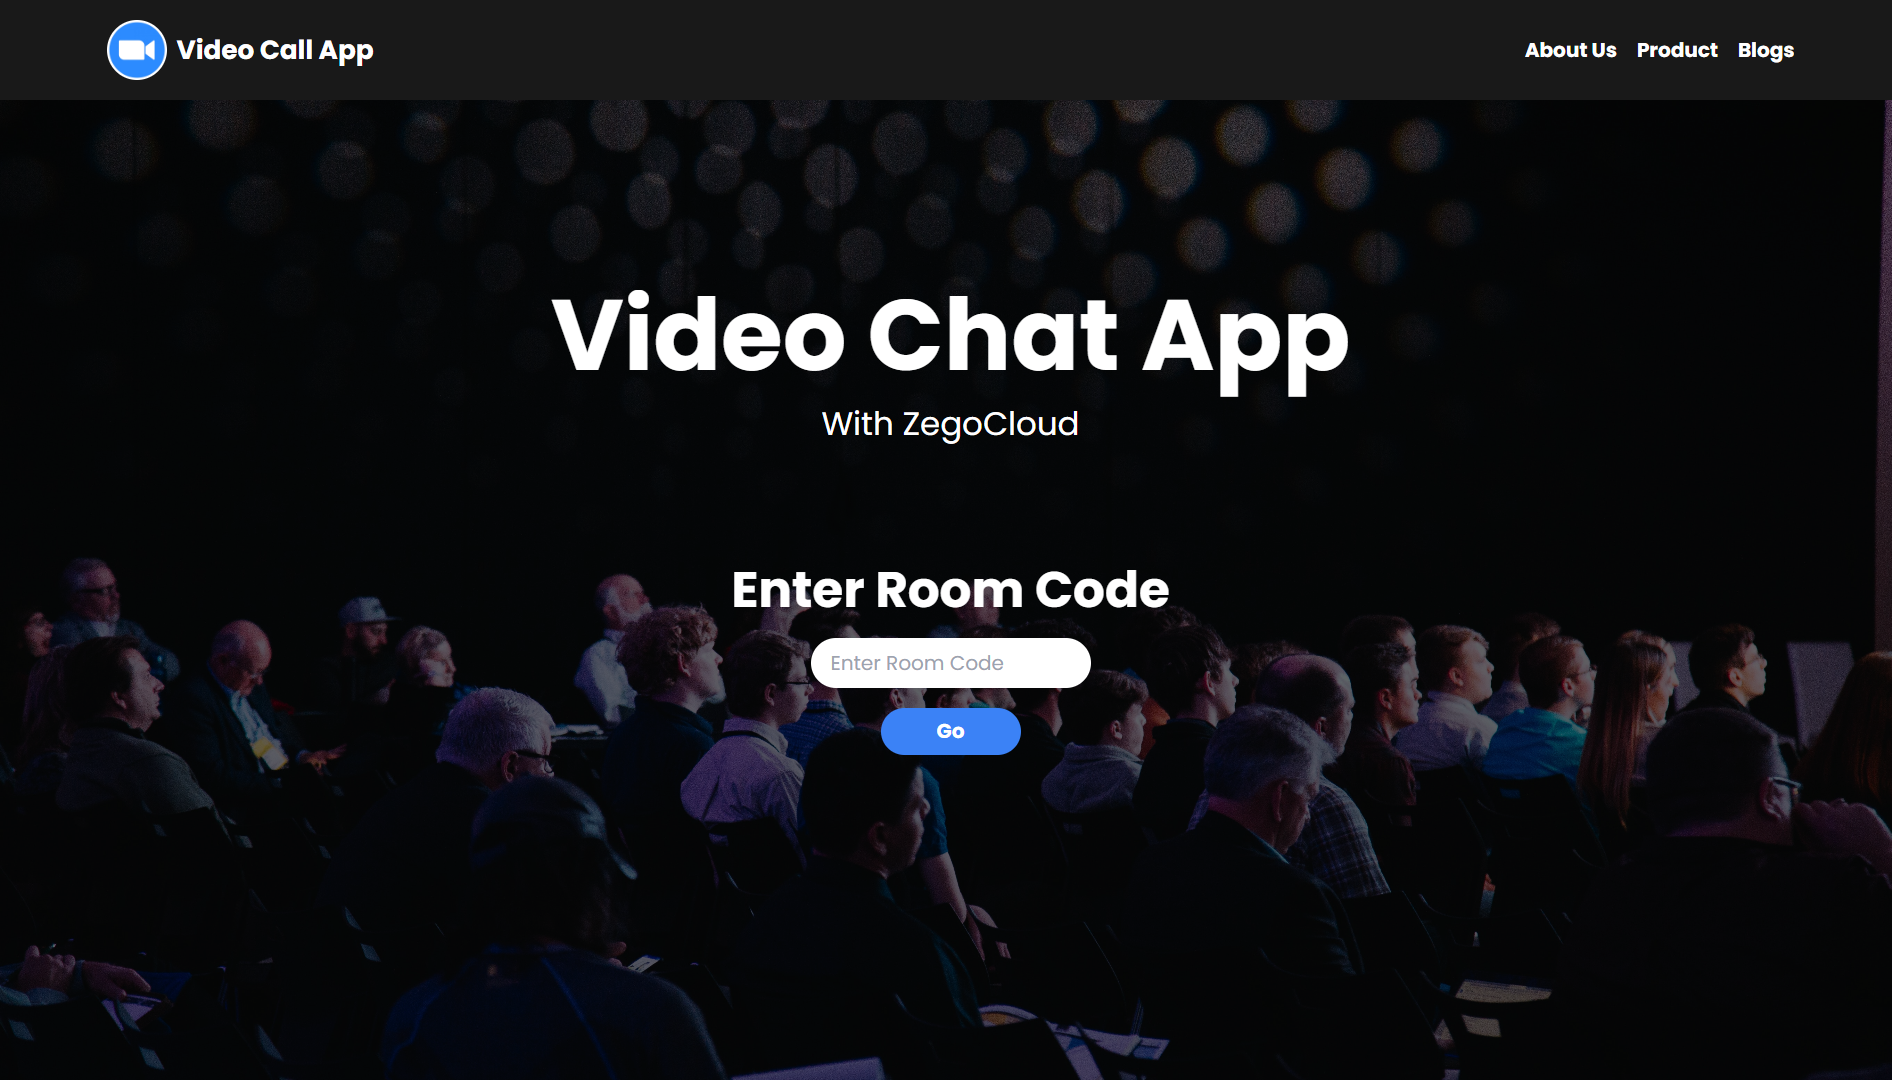 Video Call App
About Us Product Blogs
Video Chat App
With ZegoCloud
Enter Room Code
Enter Room Code
Go